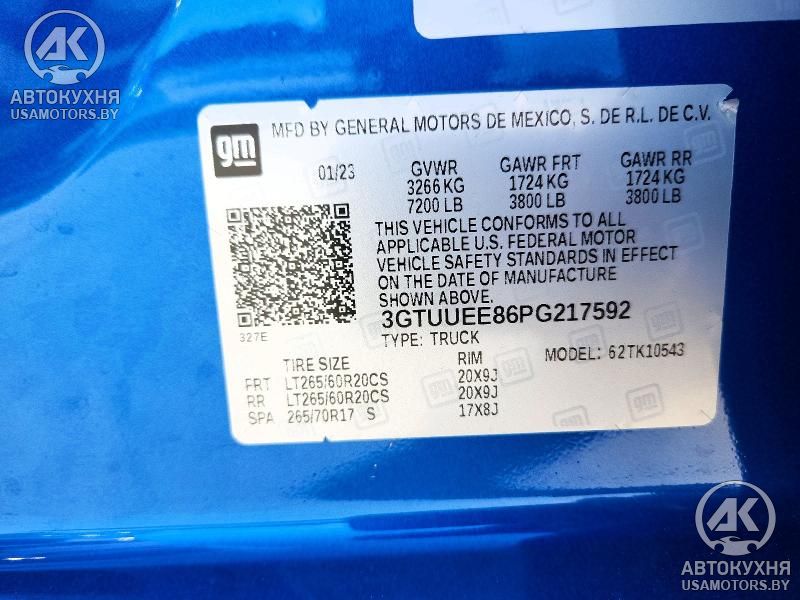 AK
АВТОКУХНЯ
USAMOTORS.BY
gm
MFD BY GENERAL MOTORS DE MEXICO, S. DE R.L. DE C.V.
01/23 GVWR GAWR FRT GAWR RR
3266 KG 1724 KG 1724 KG
7200 LB 3800 LB 3800 LB
THIS VEHICLE CONFORMS TO ALL
APPLICABLE U.S. FEDERAL MOTOR
VEHICLE SAFETY STANDARDS IN EFFECT
ON THE DATE OF MANUFACTURE
SHOWN ABOVE.
3GTUUEE86PG217592
327E
TYPE: TRUCK
MODEL: 62TK10543
TIRE SIZE RIM
FRT LT265/60R20CS 20X9J
RR LT265/60R20CS 20X9J
SPA 265/70R17 S 17X8J
gm
AK
АВТОКУХНЯ
USAMOTORS.BY